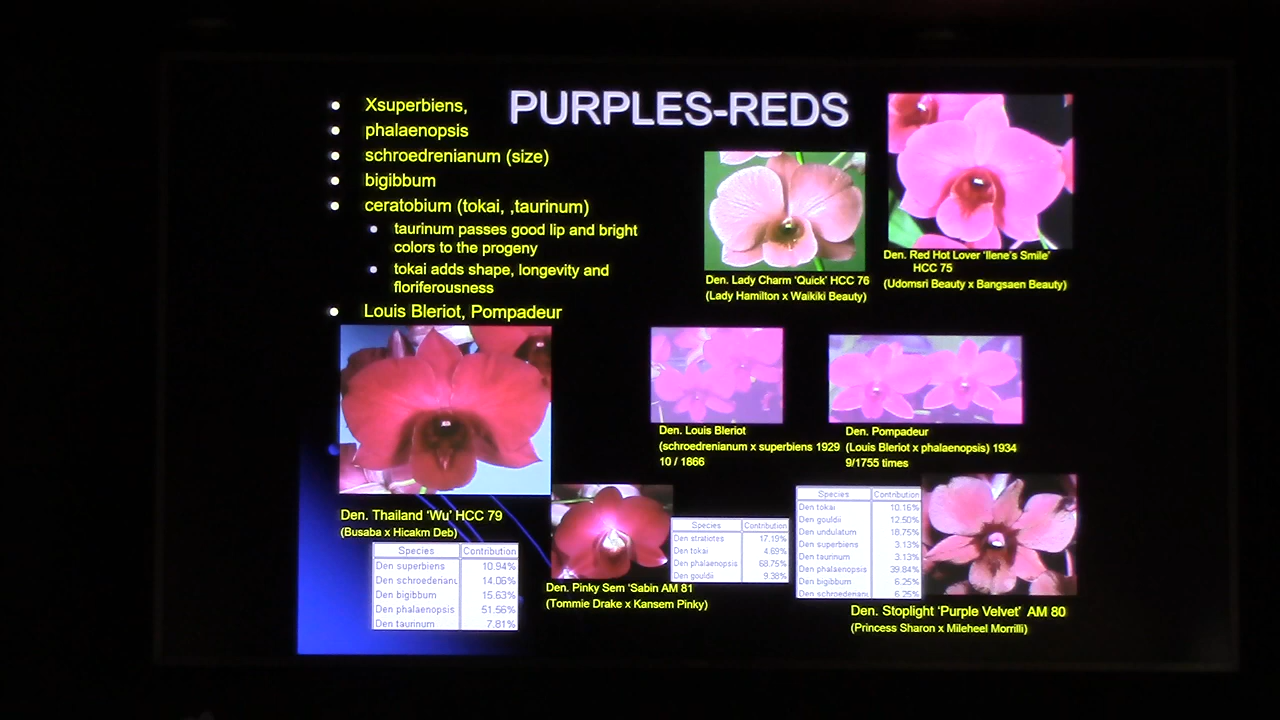 PURPLES-REDS
Xsuperbiens,
phalaenopsis
schroedrenianum (size)
bigibbum
ceratobium (tokai, ,taurinum)
taurinum passes good lip and bright
colors to the progeny
tokai adds shape, longevity and
floriferousness
Louis Bleriot, Pompadeur
Den. Lady Charm 'Quick' HCC 76
(Lady Hamilton x Waikiki Beauty)
Den. Red Hot Lover 'Ilene's Smile'
HCC 75
(Udomsri Beauty x Bangsaen Beauty)
Den. Louis Bleriot
(schroedrenianum x superbiens 1929
10 / 1866
Den. Pompadeur
(Louis Bleriot x phalaenopsis) 1934
9/1755 times
Den. Thailand 'Wu' HCC 79
(Busaba x Hicakm Deb)
Species Contribution
Den superbiens 10.94%
Den schroederianu 14.06%
Den bigibbum 15.63%
Den phalaenopsis 51.56%
Den taurinum 7.81%
Den. Pinky Sem 'Sabin AM 81
(Tommie Drake x Kansem Pinky)
Species Contribution
Den stratiotes 17.19%
Den tokai 4.69%
Den phalaenopsis 68.75%
Den gouldii 9.38%
Species Contribution
Den tokai 10.16%
Den gouldii 12.50%
Den undulatum 18.75%
Den superbiens 3.13%
Den taurinum 3.13%
Den phalaenopsis 39.84%
Den bigibbum 6.25%
Den schroederianu 6.25%
Den. Stoplight 'Purple Velvet' AM 80
(Princess Sharon x Mileheel Morrilli)